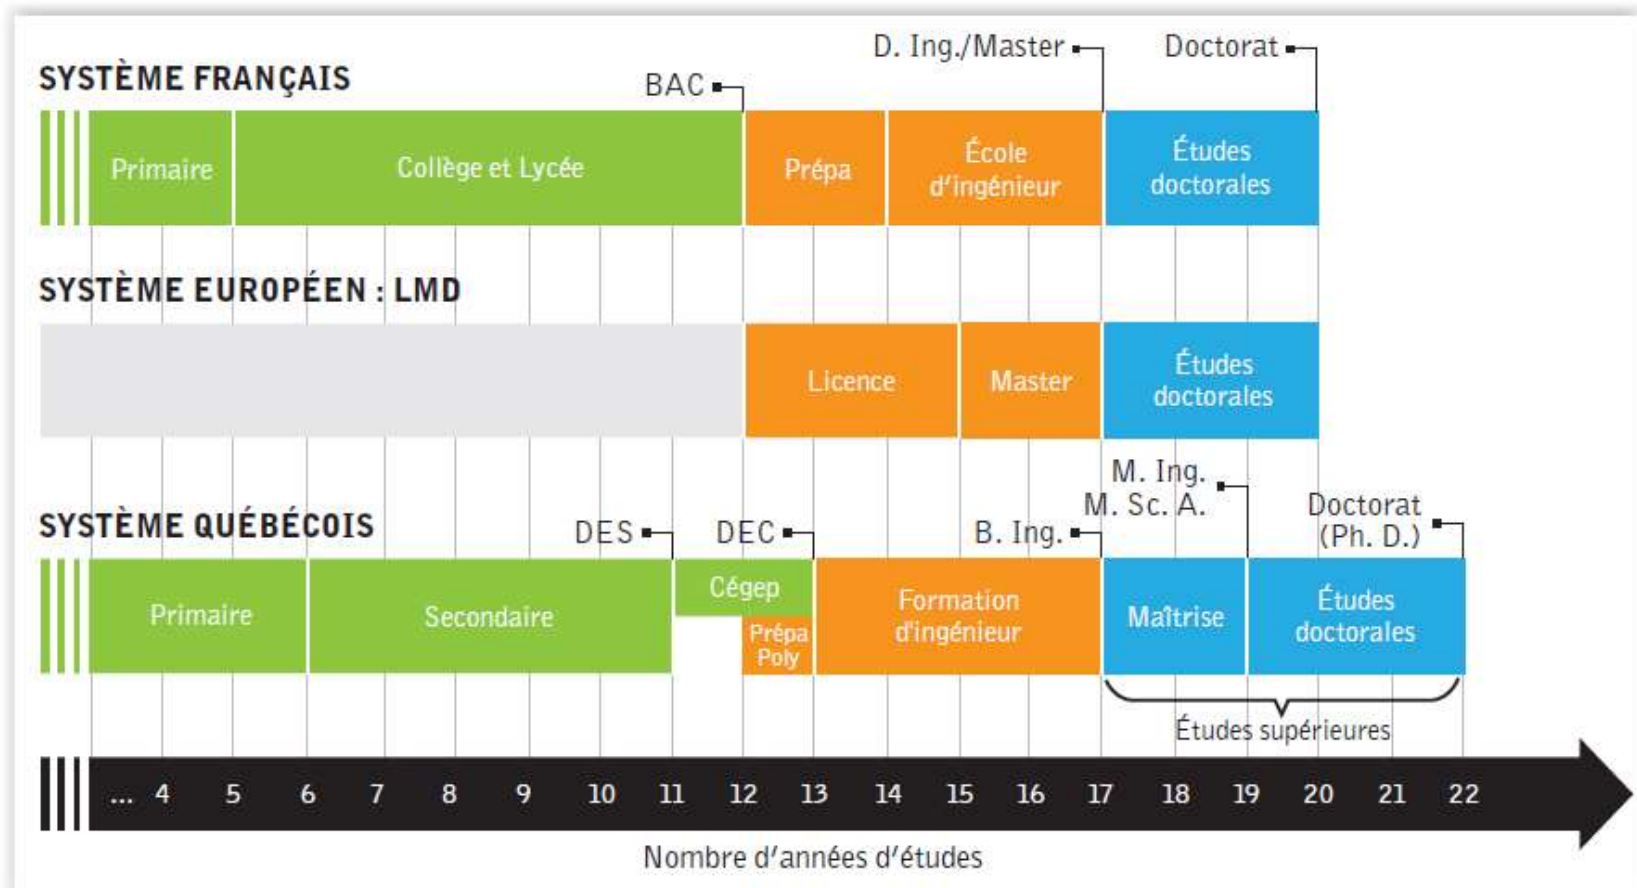 SYSTÈME FRANÇAIS
BAC
D. Ing./Master
Doctorat
Primaire
Collège et Lycée
Prépa
École
d'ingénieur
Études
doctorales
SYSTÈME EUROPÉEN : LMD
Licence
Master
Études
doctorales
SYSTÈME QUÉBÉCOIS
DES
DEC
B. Ing.
M. Ing.
M. Sc. A.
Doctorat
(Ph. D.)
Primaire
Secondaire
Cégep
Prépa
Poly
Formation
d'ingénieur
Maîtrise
Études
doctorales
Études supérieures
... 4 5 6 7 8 9 10 11 12 13 14 15 16 17 18 19 20 21 22
Nombre d'années d'études